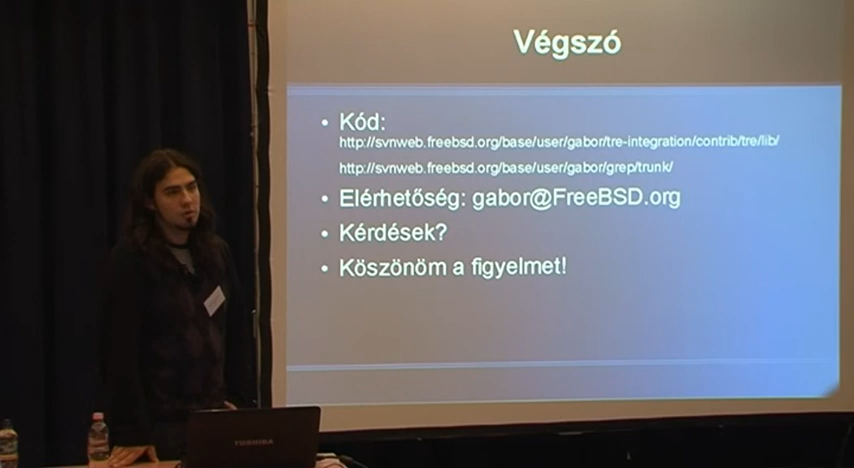 Végszó
• Kód:
http://svnweb.freebsd.org/base/user/gabor/tre-integration/contrib/tre/lib/
http://svnweb.freebsd.org/base/user/gabor/grep/trunk/
• Elérhetőség: gabor@FreeBSD.org
• Kérdések?
• Köszönöm a figyelmet!
TOSHIBA